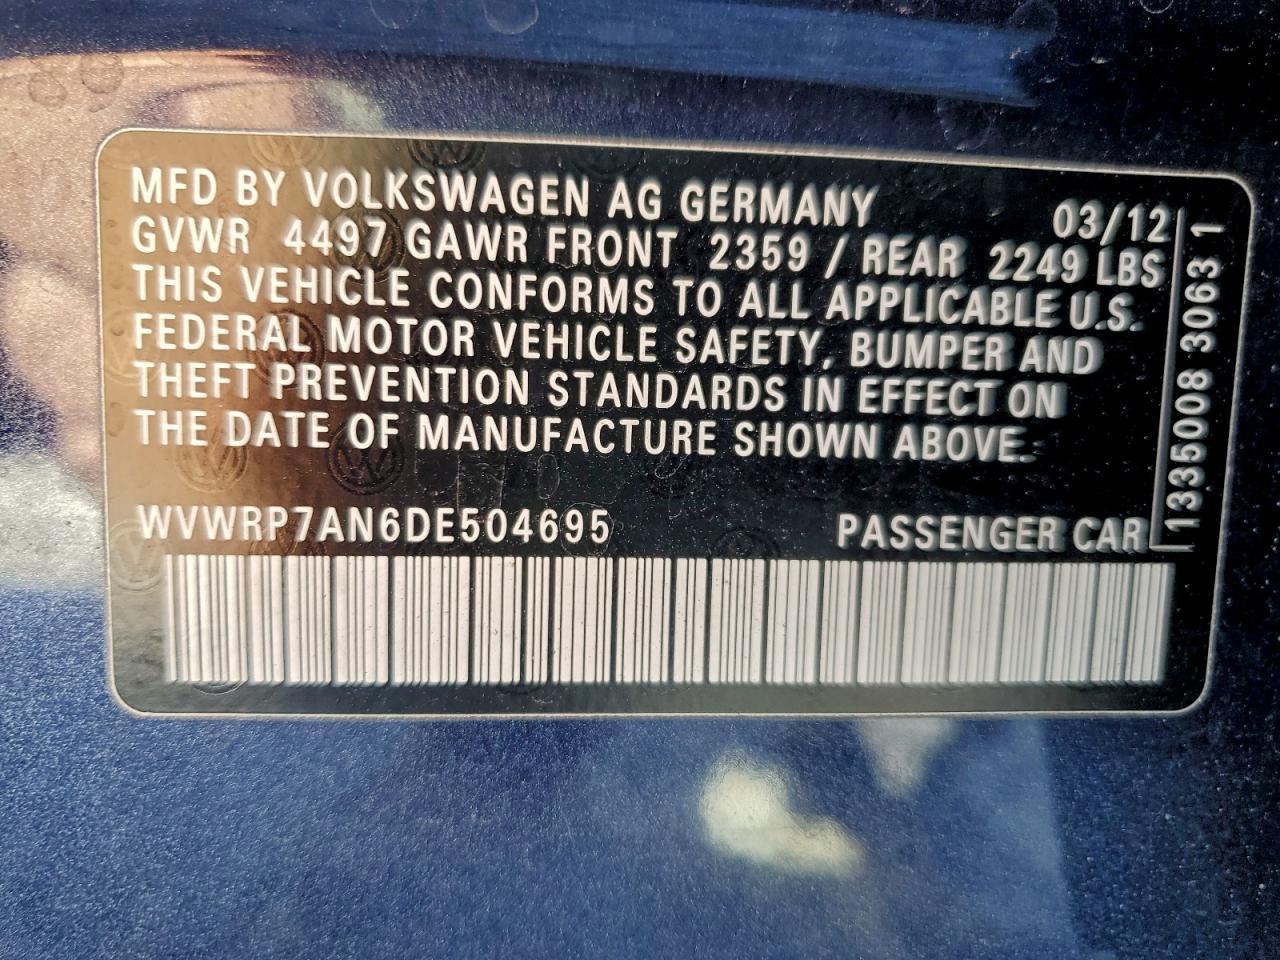 MFD BY VOLKSWAGEN AG GERMANY 03/12
GVWR 4497 GAWR FRONT 2359 / REAR 2249 LBS
THIS VEHICLE CONFORMS TO ALL APPLICABLE U.S.
FEDERAL MOTOR VEHICLE SAFETY, BUMPER AND
THEFT PREVENTION STANDARDS IN EFFECT ON
THE DATE OF MANUFACTURE SHOWN ABOVE.
WVWRP7AN6DE504695 PASSENGER CAR
1335008 3063 1